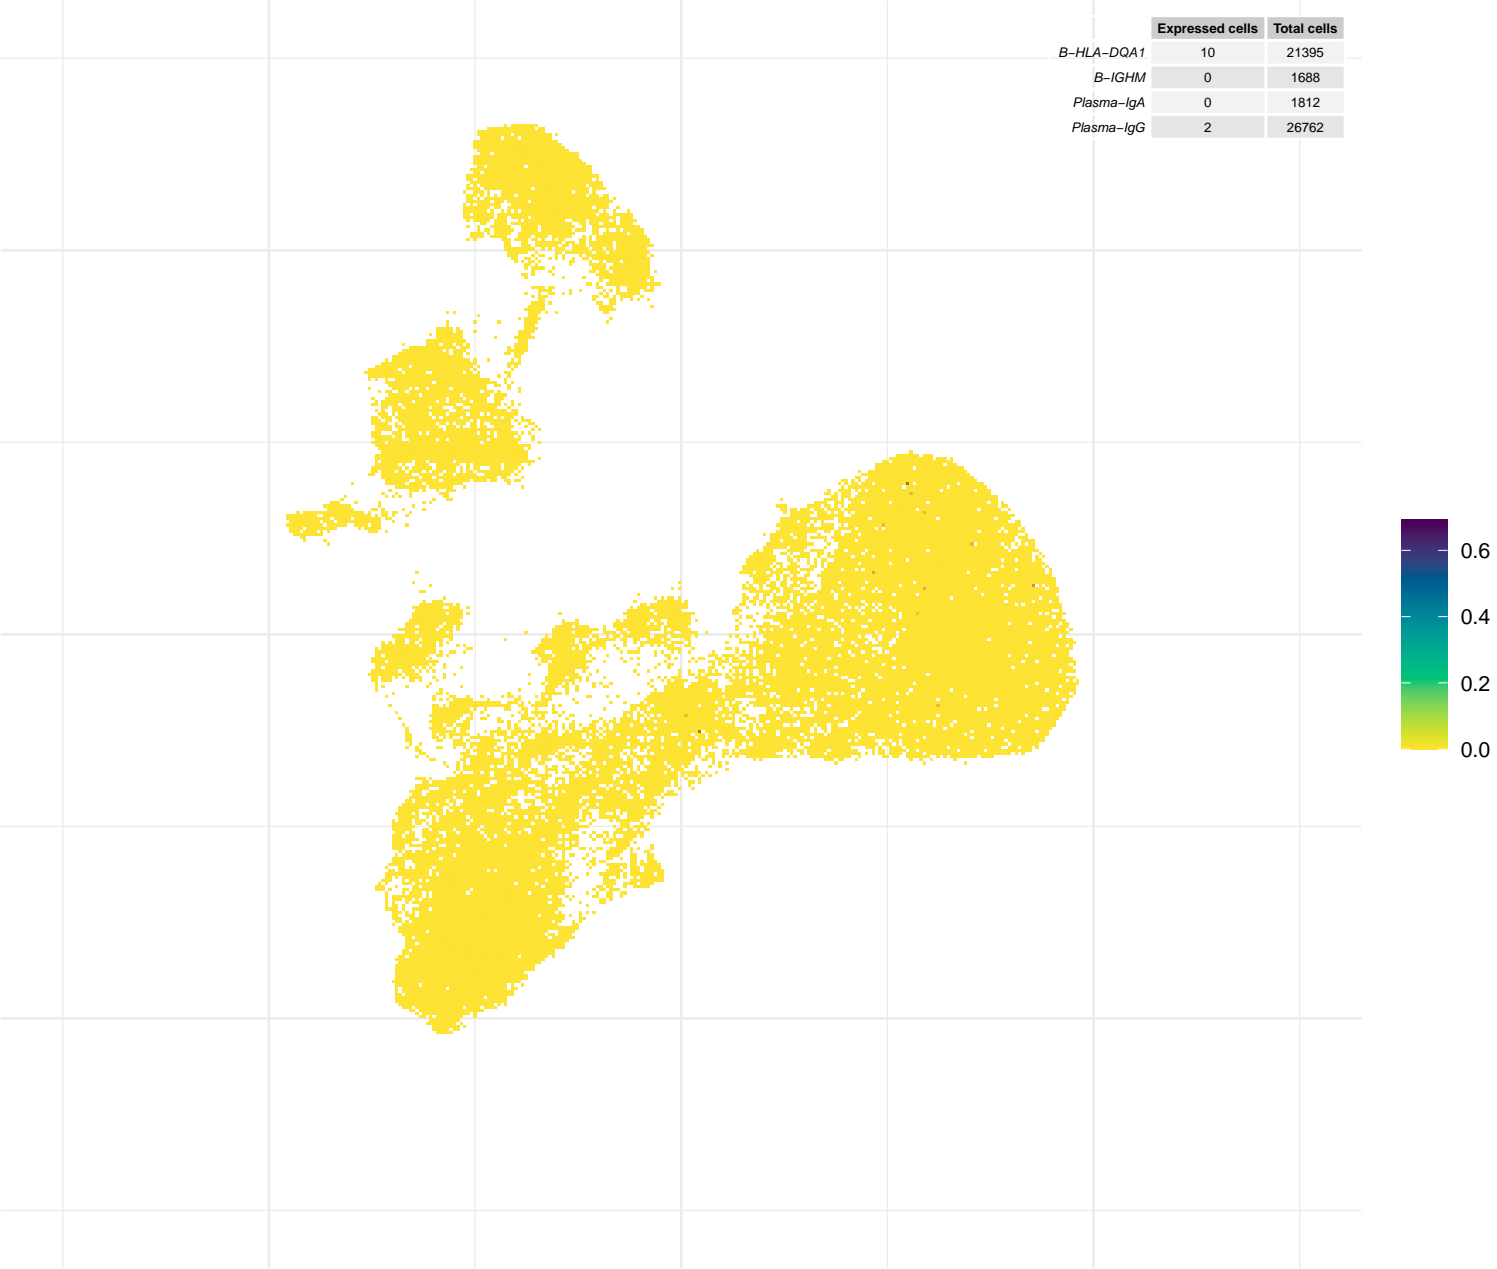 Expressed cells Total cells
B−HLA−DQA1 10 21395
B−IGHM 0 1688
Plasma−IgA 0 1812
Plasma−IgG 2 26762
0.6
0.4
0.2
0.0